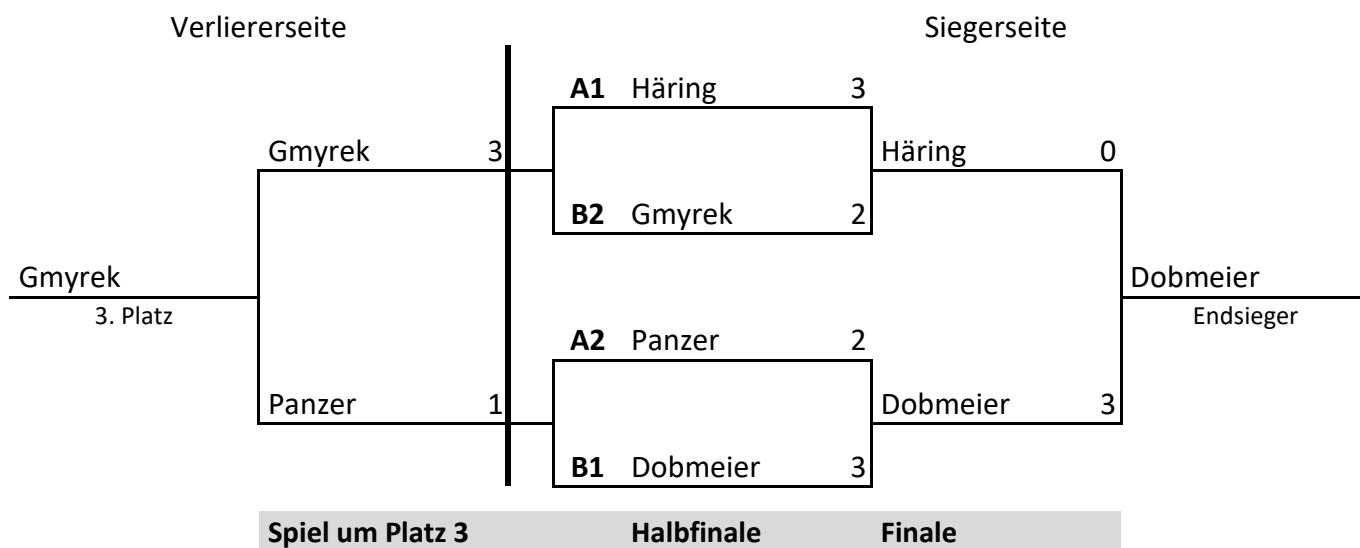 Verliererseite Siegerseite
A1 Häring 3
Gmyrek 3 Häring 0
B2 Gmyrek 2
Gmyrek Dobmeier
3. Platz Endsieger
A2 Panzer 2
Panzer 1 Dobmeier 3
B1 Dobmeier 3
Spiel um Platz 3 Halbfinale Finale